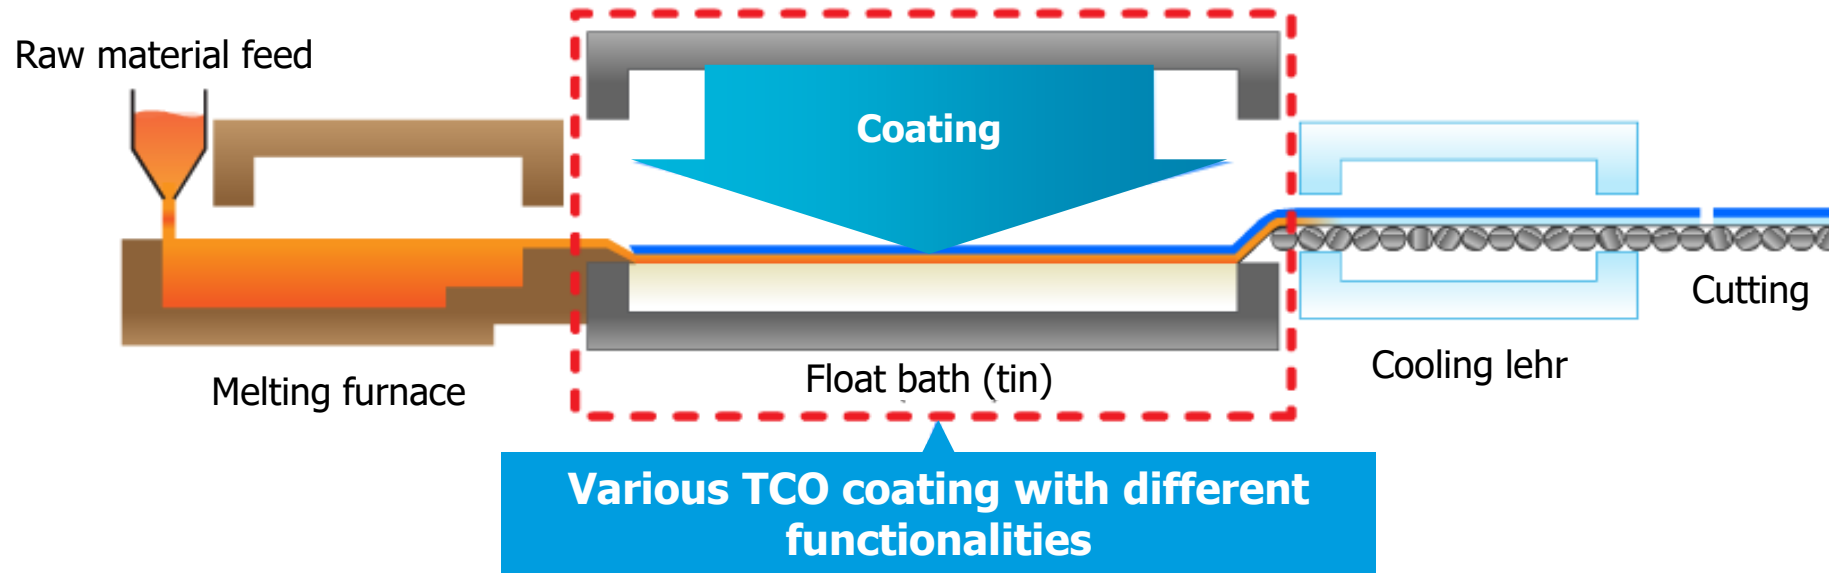 Raw material feed
Coating
Cutting
Cooling lehr
Float bath (tin)
Melting furnace
Various TCO coating with different
functionalities